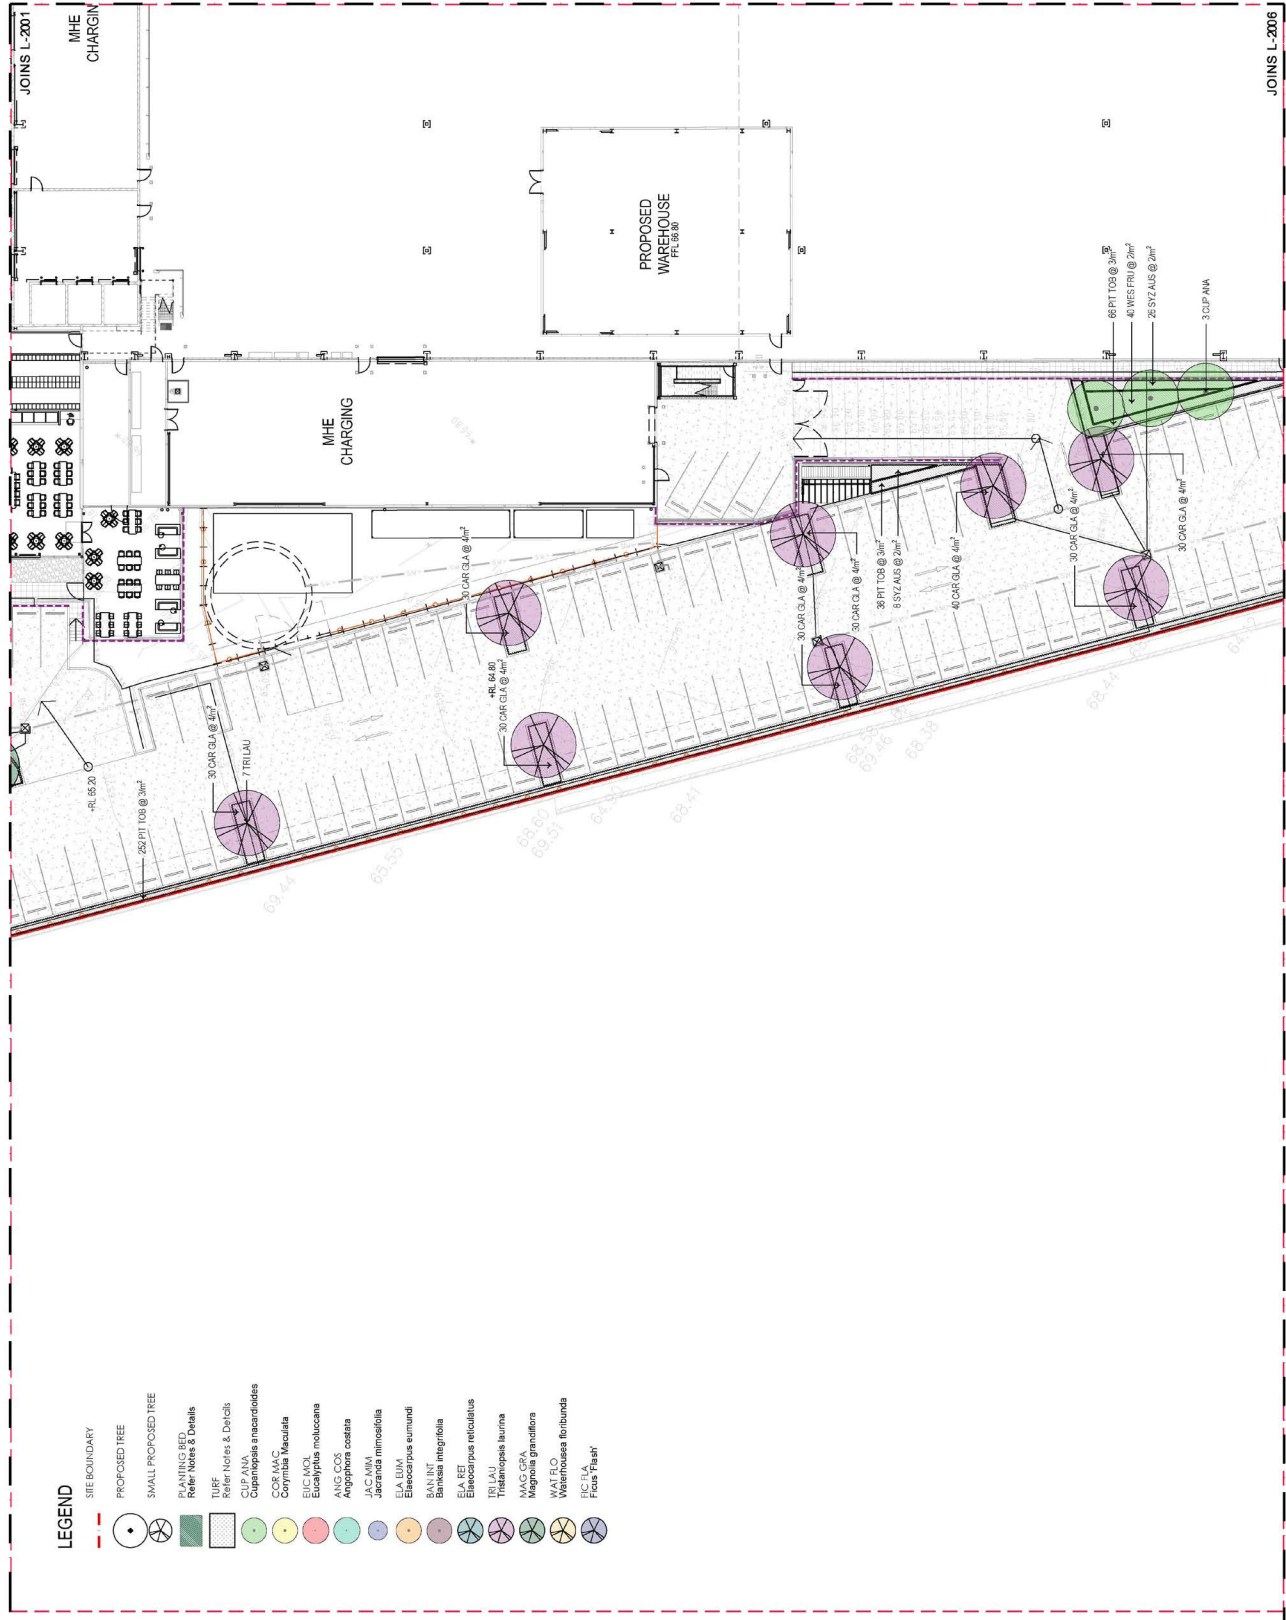 JOINS L-2001
MHE
CHARGIN
JOINS L-2006
PROPOSED
WAREHOUSE
FFL 66.80
MHE
CHARGING
66 PIT TOB @ 3/m²
40 WES FRU @ 2/m²
26 SYZ AUS @ 2/m²
3 CUP ANA
30 CAR GLA @ 4/m²
30 CAR GLA @ 4/m²
30 CAR GLA @ 4/m²
40 CAR GLA @ 4/m²
8 SYZ AUS @ 2/m²
36 PIT TOB @ 3/m²
30 CAR GLA @ 4/m²
30 CAR GLA @ 4/m²
30 CAR GLA @ 4/m²
+RL 64.80
30 CAR GLA @ 4/m²
7 TRI LAU
30 CAR GLA @ 4/m²
+RL 65.20
252 PIT TOB @ 3/m²
69.44
65.55
68.60
69.51
68.41
69.46
68.38
68.44
LEGEND
SITE BOUNDARY
PROPOSED TREE
SMALL PROPOSED TREE
PLANTING BED
Refer Notes & Details
TURF
Refer Notes & Details
CUP ANA
Cupaniopsis anacardioides
COR MAC
Corymbia Maculata
EUC MOL
Eucalyptus moluccana
ANG COS
Angophora costata
JAC MIM
Jacaranda mimosifolia
ELA EUM
Elaeocarpus eumundi
BAN INT
Banksia integrifolia
ELA RET
Elaeocarpus reticulatus
TRI LAU
Tristaniopsis laurina
MAG GRA
Magnolia grandiflora
WAT FLO
Waterhousea floribunda
FIC FLA
Ficus 'Flash'